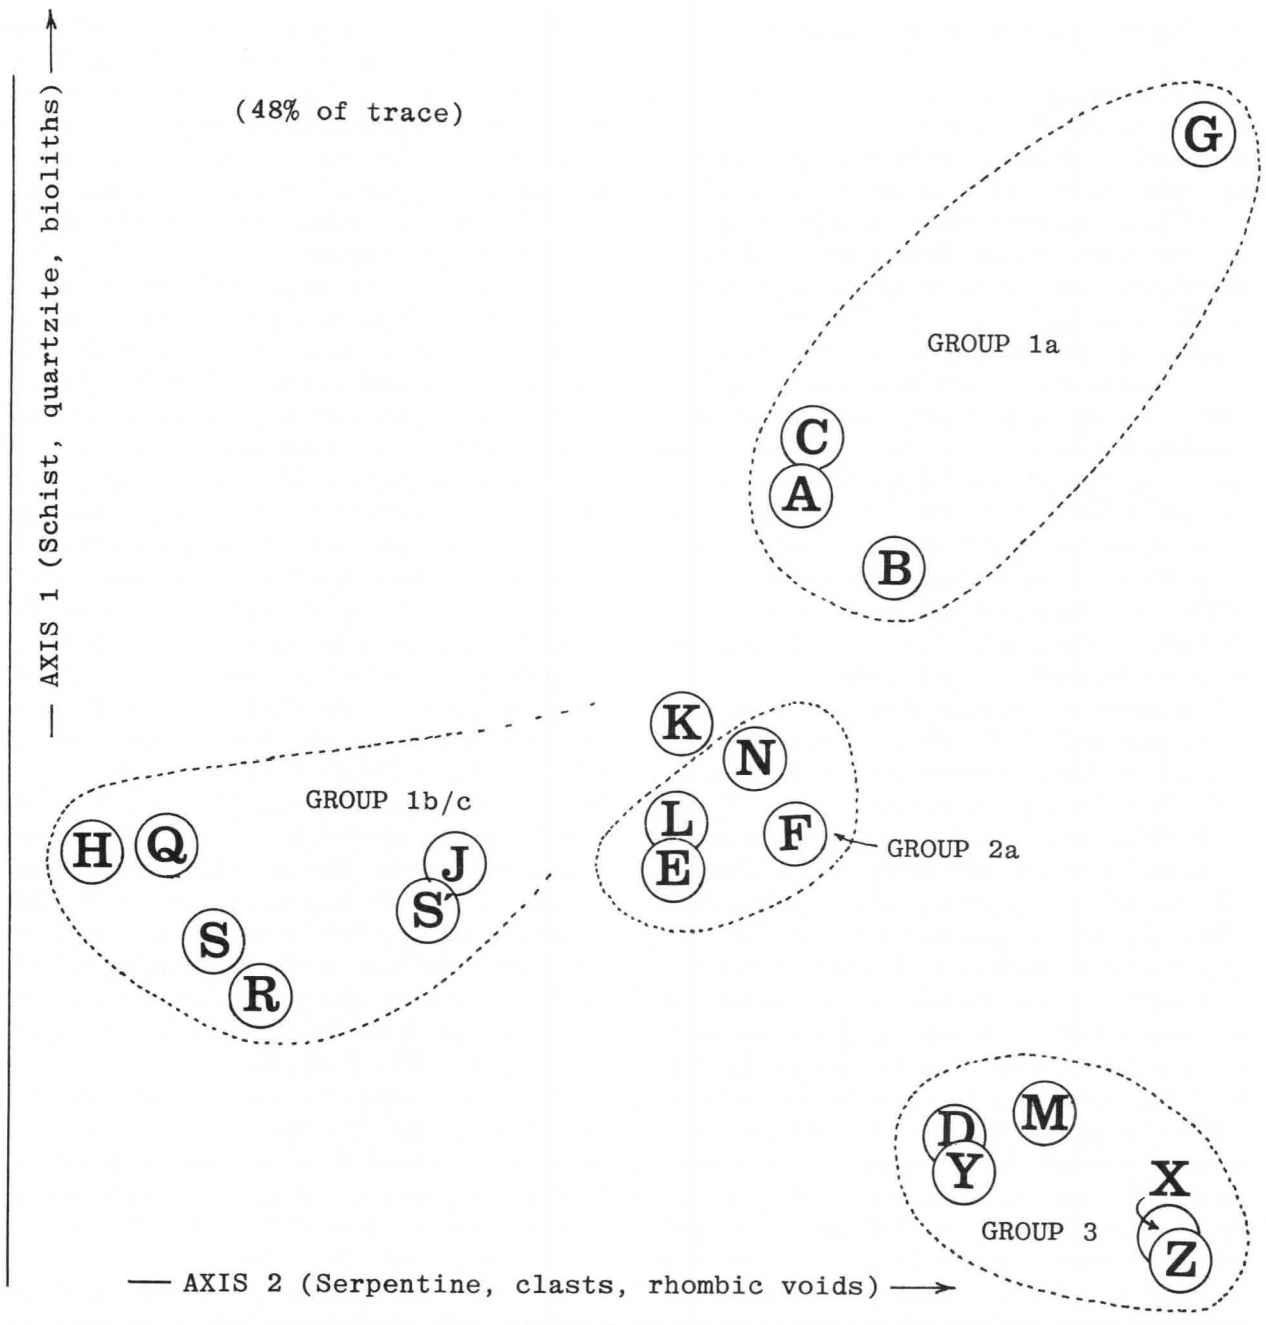 (48% of trace)
— AXIS 1 (Schist, quartzite, bioliths) →
G
GROUP 1a
C
A
B
K
N
GROUP 1b/c
L
F
GROUP 2a
H
Q
J
E
S′
S
R
D
M
Y
X
GROUP 3
Z
— AXIS 2 (Serpentine, clasts, rhombic voids) →